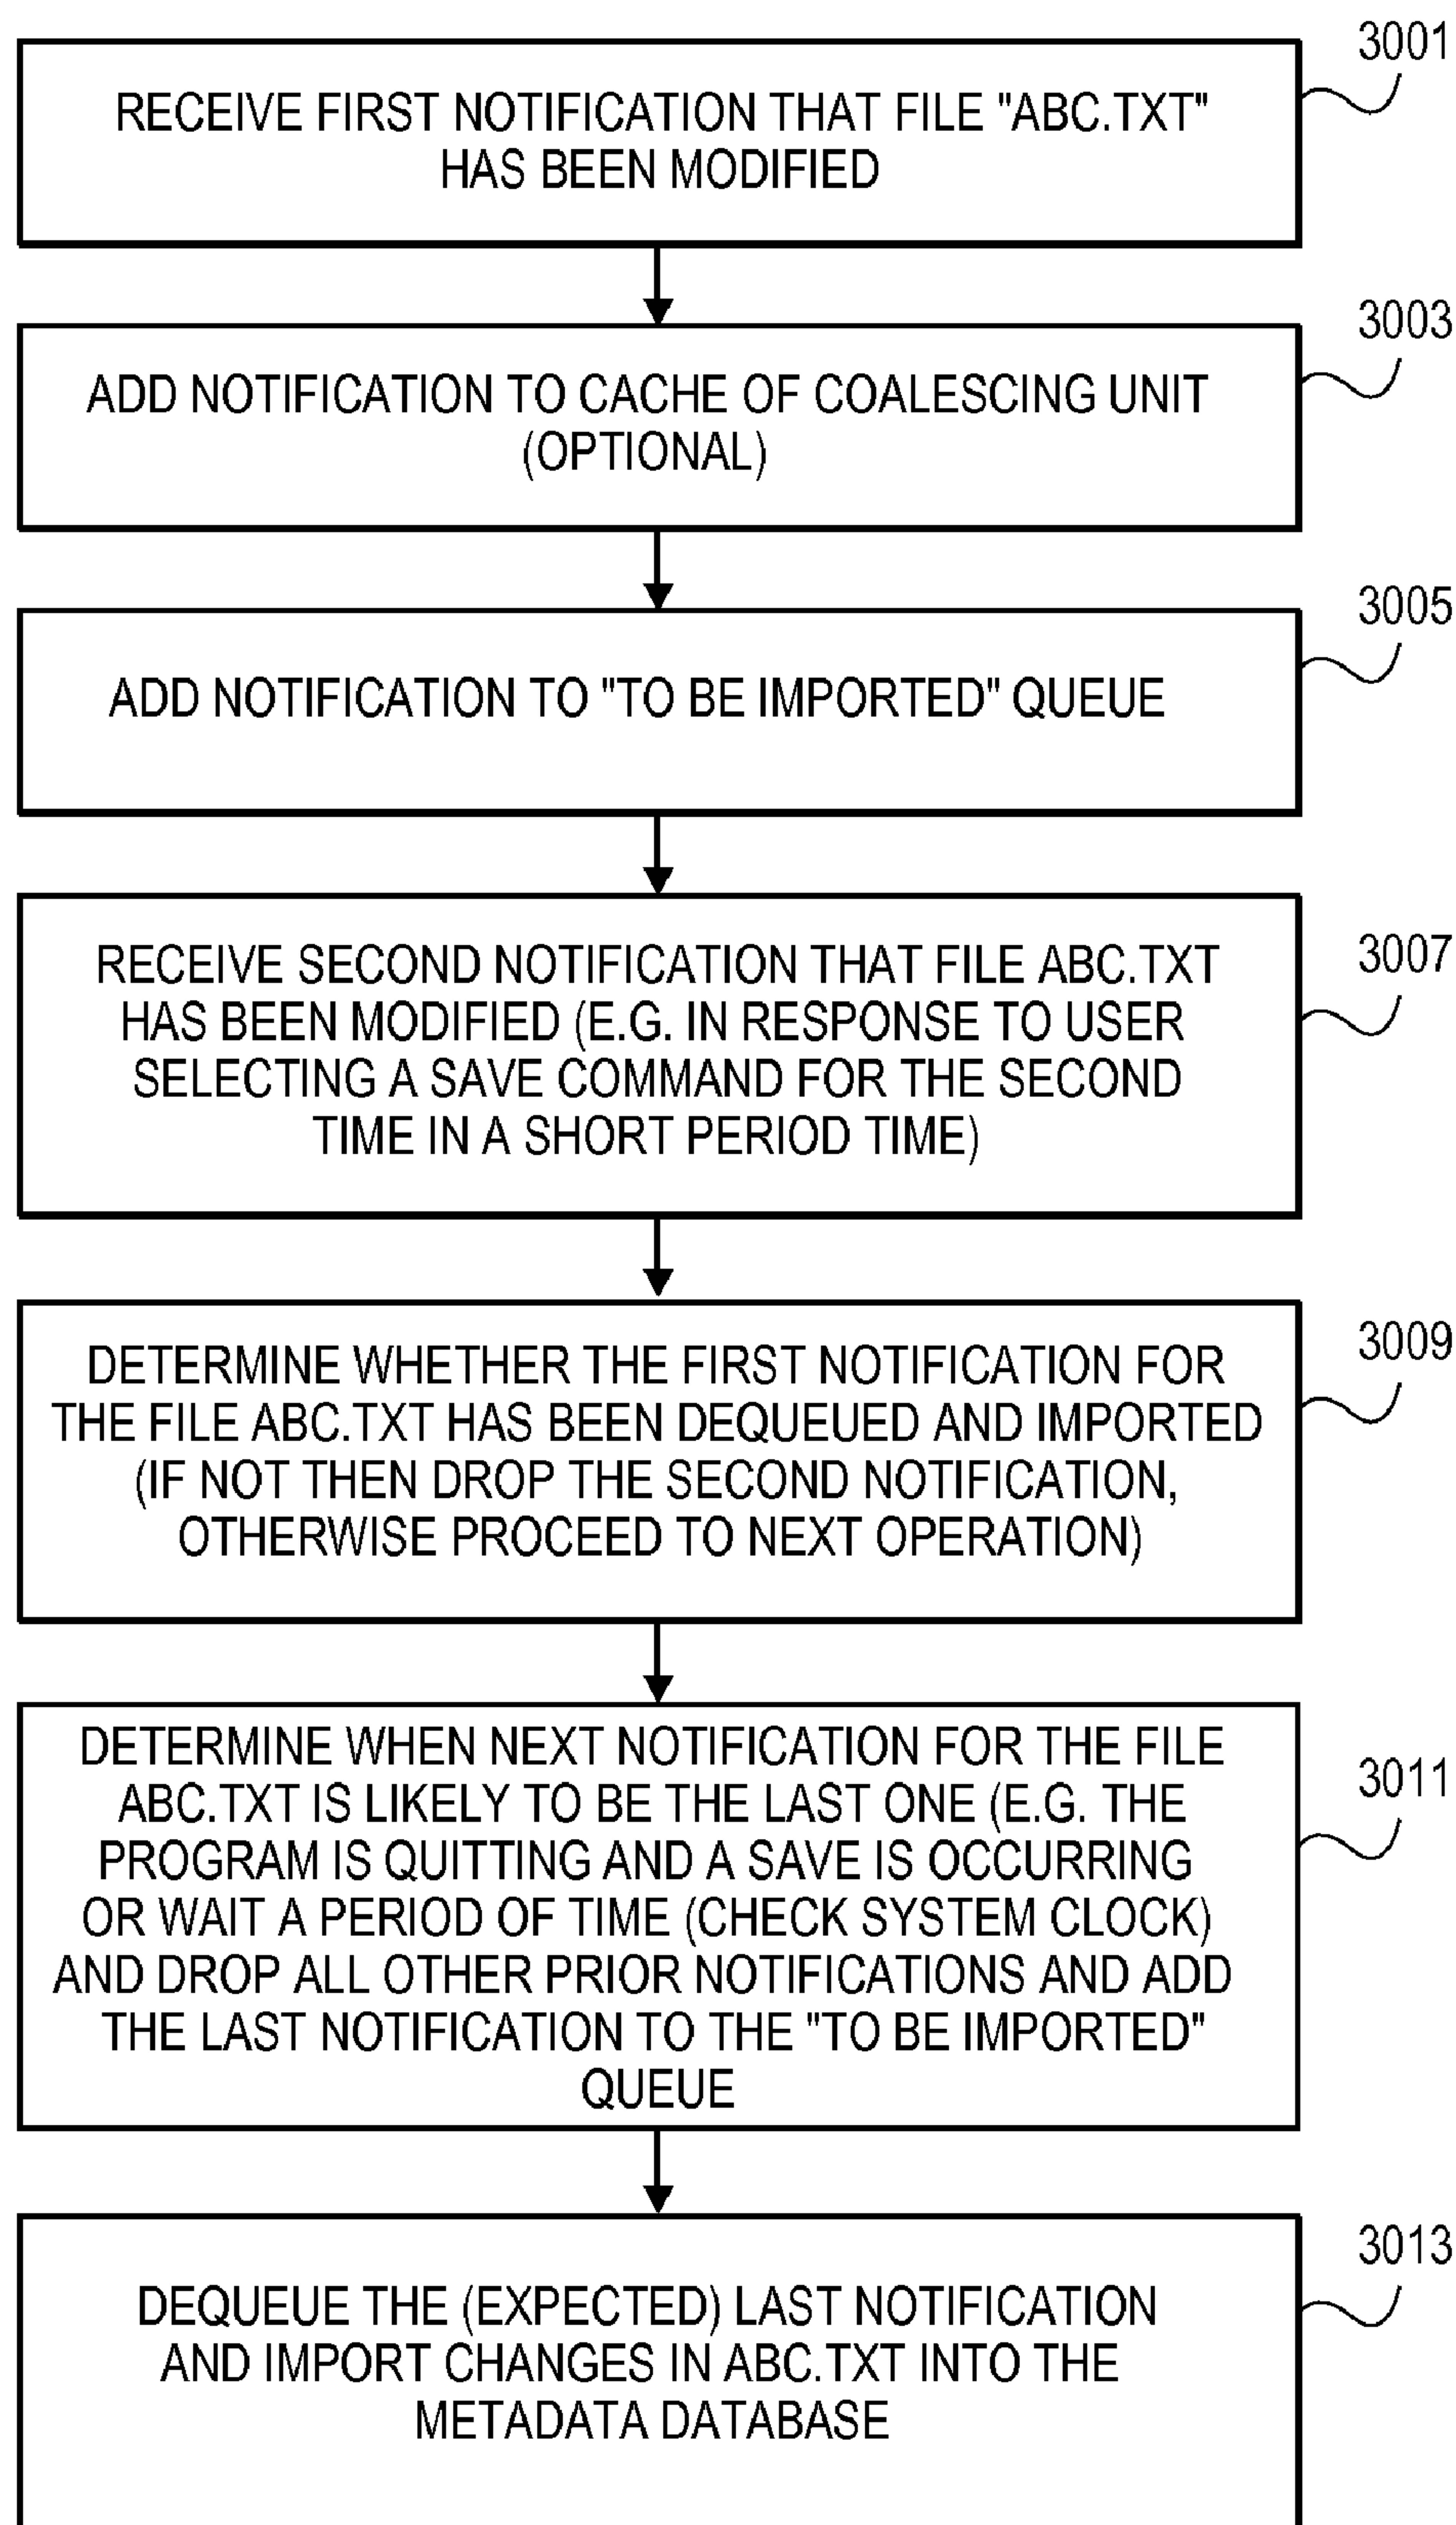 3001
RECEIVE FIRST NOTIFICATION THAT FILE "ABC.TXT"
HAS BEEN MODIFIED
3003
ADD NOTIFICATION TO CACHE OF COALESCING UNIT
(OPTIONAL)
3005
ADD NOTIFICATION TO "TO BE IMPORTED" QUEUE
3007
RECEIVE SECOND NOTIFICATION THAT FILE ABC.TXT
HAS BEEN MODIFIED (E.G. IN RESPONSE TO USER
SELECTING A SAVE COMMAND FOR THE SECOND
TIME IN A SHORT PERIOD TIME)
3009
DETERMINE WHETHER THE FIRST NOTIFICATION FOR
THE FILE ABC.TXT HAS BEEN DEQUEUED AND IMPORTED
(IF NOT THEN DROP THE SECOND NOTIFICATION,
OTHERWISE PROCEED TO NEXT OPERATION)
3011
DETERMINE WHEN NEXT NOTIFICATION FOR THE FILE
ABC.TXT IS LIKELY TO BE THE LAST ONE (E.G. THE
PROGRAM IS QUITTING AND A SAVE IS OCCURRING
OR WAIT A PERIOD OF TIME (CHECK SYSTEM CLOCK)
AND DROP ALL OTHER PRIOR NOTIFICATIONS AND ADD
THE LAST NOTIFICATION TO THE "TO BE IMPORTED"
QUEUE
3013
DEQUEUE THE (EXPECTED) LAST NOTIFICATION
AND IMPORT CHANGES IN ABC.TXT INTO THE
METADATA DATABASE